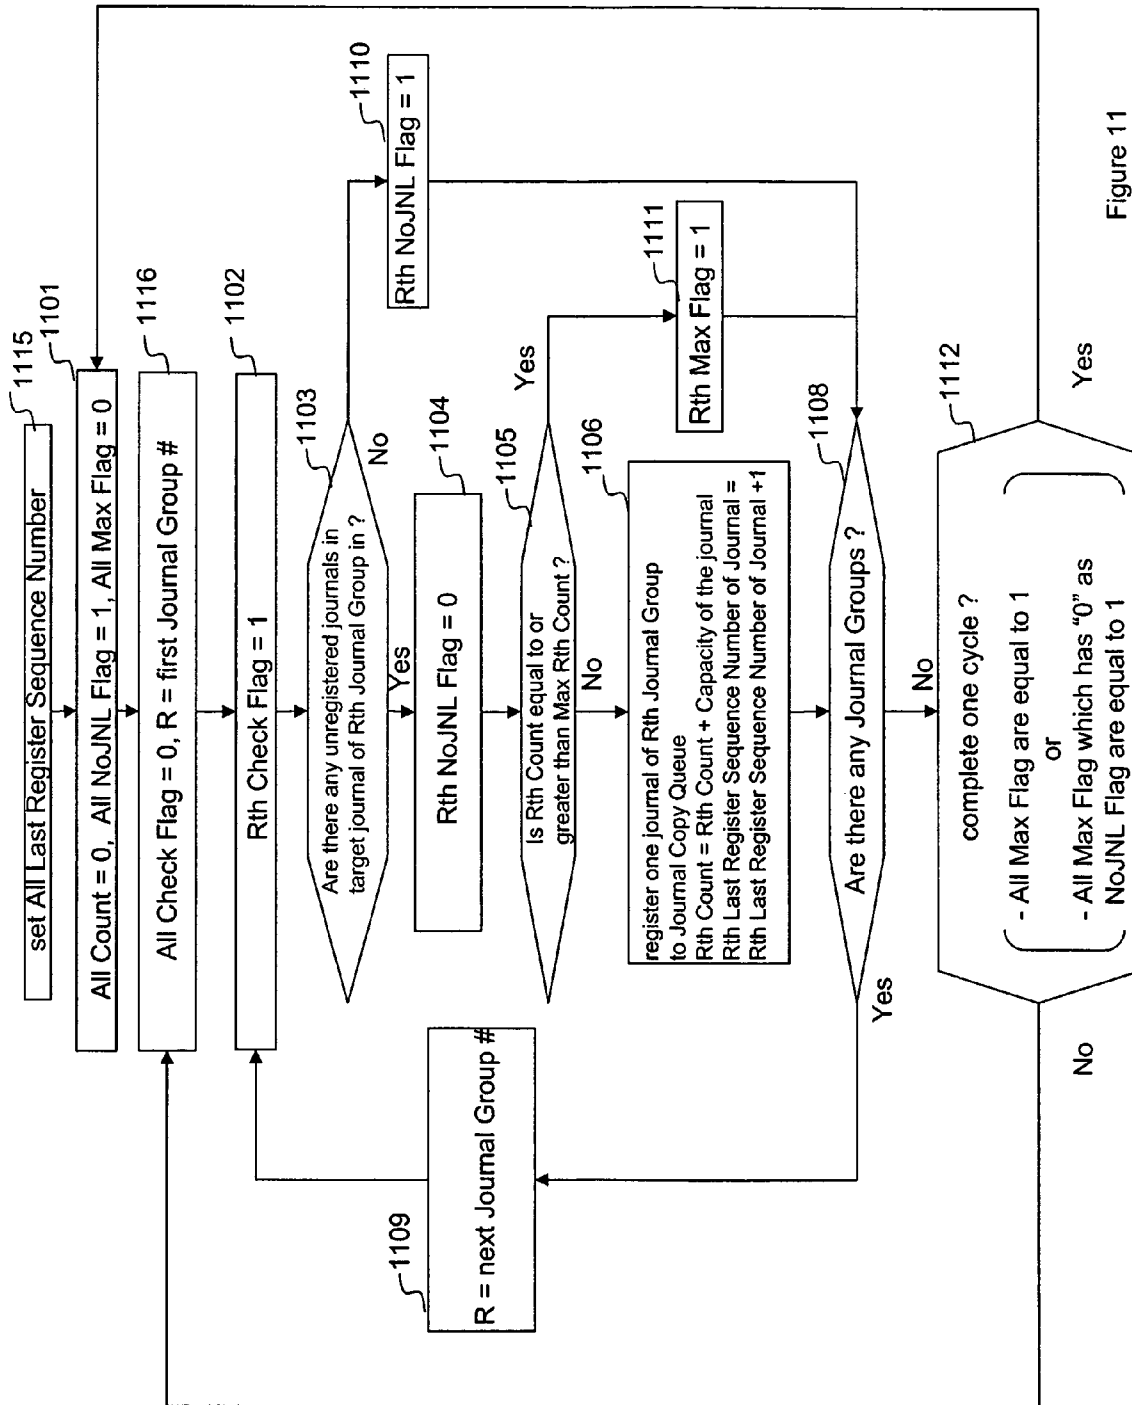 set All Last Register Sequence Number
1115
1101
All Count = 0, All NoJNL Flag = 1, All Max Flag = 0
1116
All Check Flag = 0, R = first Journal Group #
1102
Rth Check Flag = 1
1103
Are there any unregistered journals in
target journal of Rth Journal Group in ?
No
Yes
1110
Rth NoJNL Flag = 1
1104
Rth NoJNL Flag = 0
1105
Is Rth Count equal to or
greater than Max Rth Count ?
Yes
No
1111
Rth Max Flag = 1
1106
register one journal of Rth Journal Group
to Journal Copy Queue
Rth Count = Rth Count + Capacity of the journal
Rth Last Register Sequence Number of Journal =
Rth Last Register Sequence Number of Journal +1
1108
Are there any Journal Groups ?
Yes
No
1109
R = next Journal Group #
1112
complete one cycle ?
- All Max Flag are equal to 1
or
- All Max Flag which has “0” as
NoJNL Flag are equal to 1
No
Yes
Figure 11